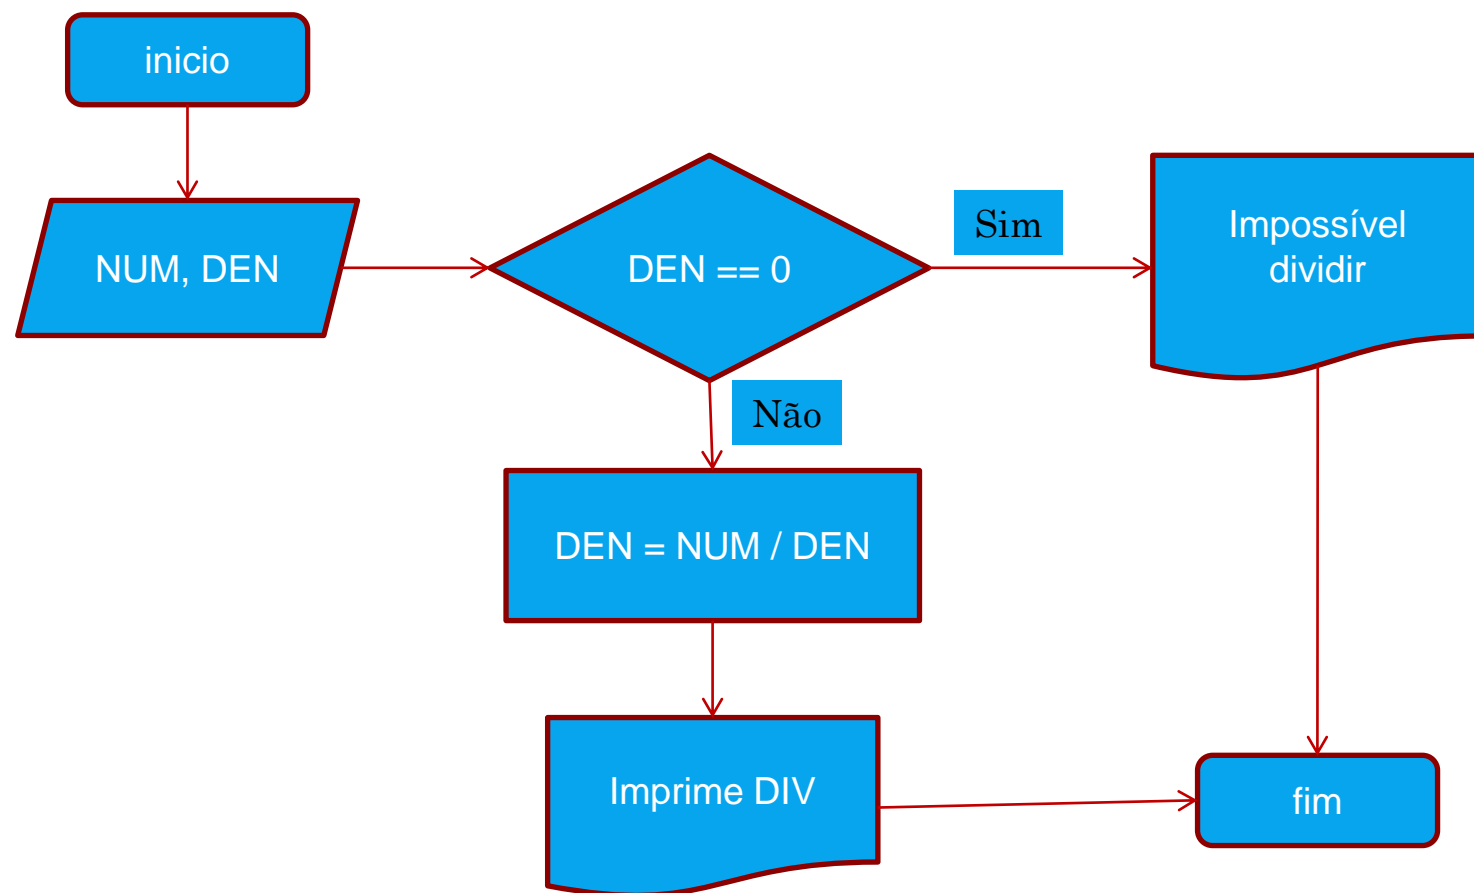 inicio
NUM, DEN
DEN == 0
Sim
Impossível
dividir
Não
DEN = NUM / DEN
Imprime DIV
fim